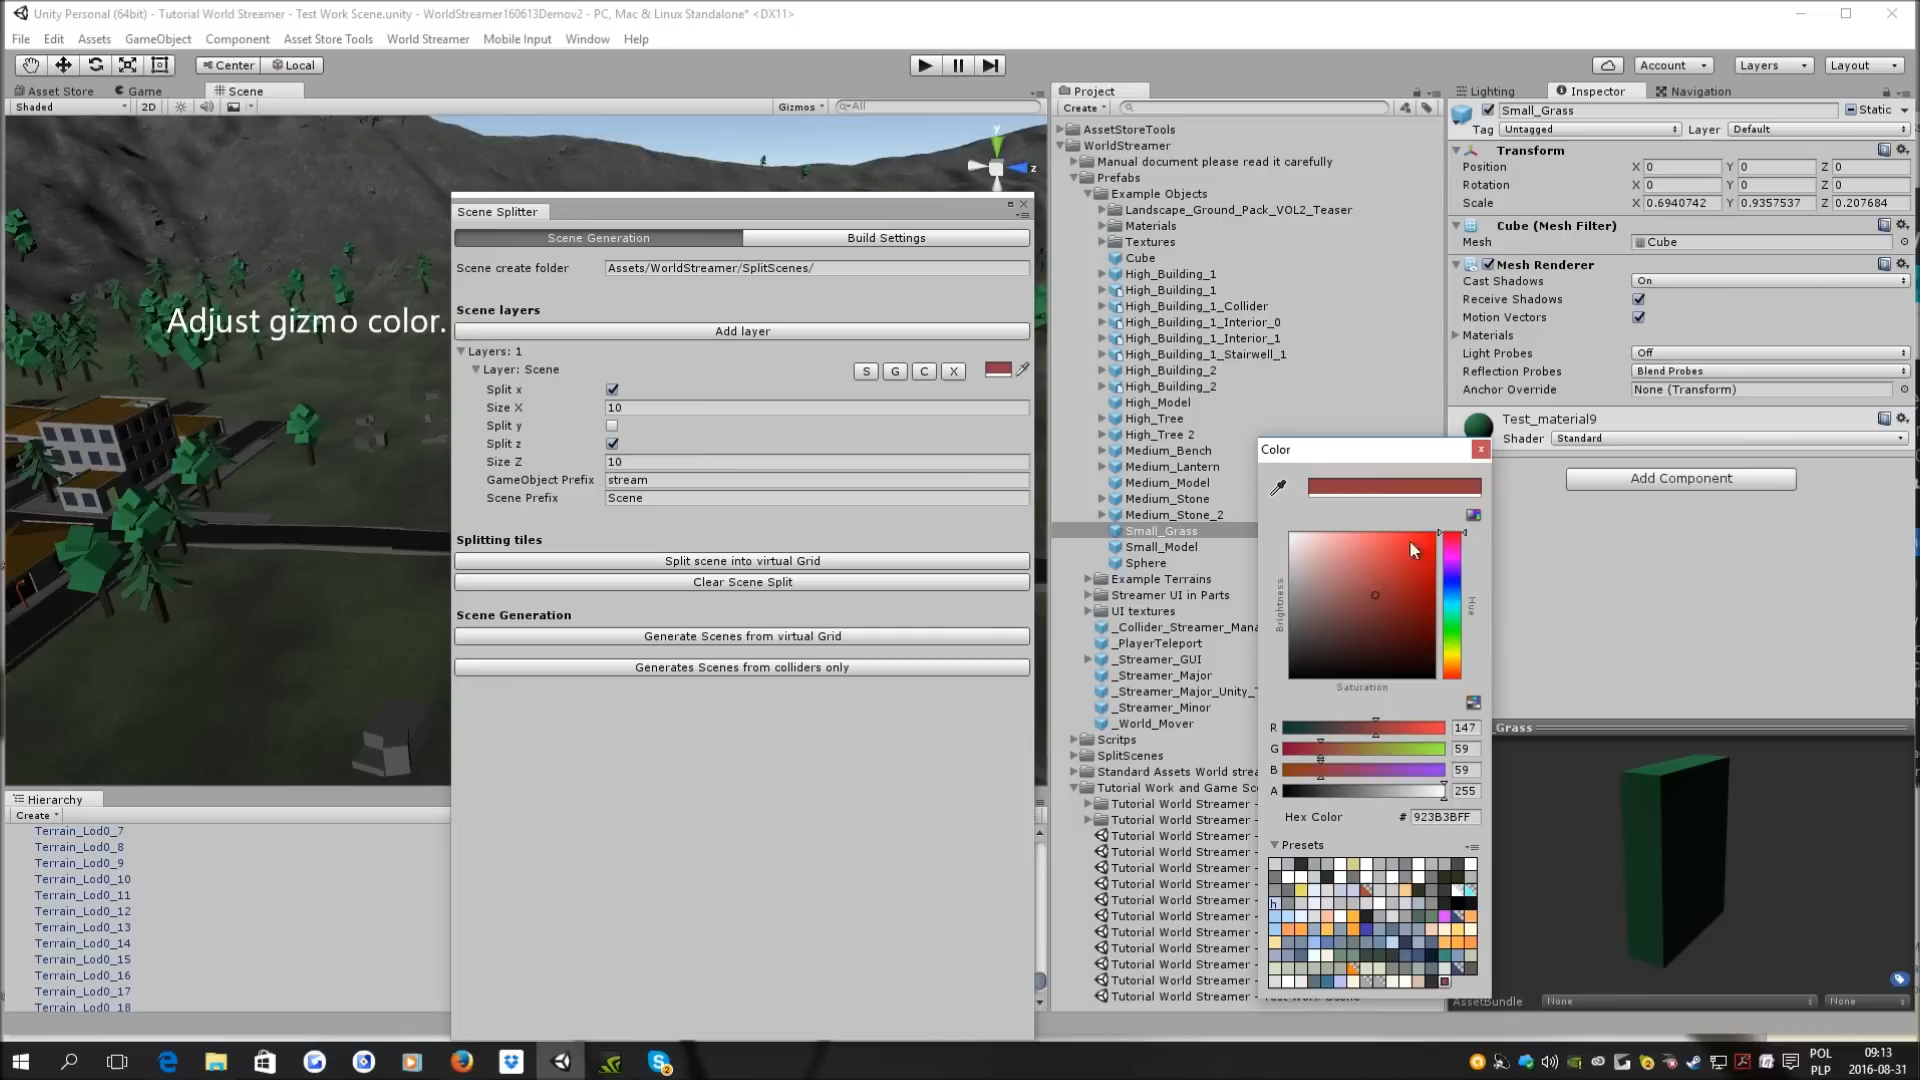 Unity Personal (64bit) - Tutorial World Streamer - Test Work Scene.unity - WorldStreamer160613Demov2 - PC, Mac & Linux Standalone* <DX11>
File Edit Assets GameObject Component Asset Store Tools World Streamer Mobile Input Window Help
Center Local
Account Layers Layout
Asset Store Game Scene
Shaded 2D Gizmos All
Adjust gizmo color.
Scene Splitter
Scene Generation Build Settings
Scene create folder Assets/WorldStreamer/SplitScenes/
Scene layers
Add layer
Layers: 1
Layer: Scene S G C X
Split x
Size X 10
Split y
Split z
Size Z 10
GameObject Prefix stream
Scene Prefix Scene
Splitting tiles
Split scene into virtual Grid
Clear Scene Split
Scene Generation
Generate Scenes from virtual Grid
Generates Scenes from colliders only
Hierarchy
Create
Terrain_Lod0_7
Terrain_Lod0_8
Terrain_Lod0_9
Terrain_Lod0_10
Terrain_Lod0_11
Terrain_Lod0_12
Terrain_Lod0_13
Terrain_Lod0_14
Terrain_Lod0_15
Terrain_Lod0_16
Terrain_Lod0_17
Terrain_Lod0_18
Project
Create
AssetStoreTools
WorldStreamer
Manual document please read it carefully
Prefabs
Example Objects
Landscape_Ground_Pack_VOL2_Teaser
Materials
Textures
Cube
High_Building_1
High_Building_1
High_Building_1_Collider
High_Building_1_Interior_0
High_Building_1_Interior_1
High_Building_1_Stairwell_1
High_Building_2
High_Building_2
High_Model
High_Tree
High_Tree 2
Medium_Bench
Medium_Lantern
Medium_Model
Medium_Stone
Medium_Stone_2
Small_Grass
Small_Model
Sphere
Example Terrains
Streamer UI in Parts
UI textures
_Collider_Streamer_Mana
_PlayerTeleport
_Streamer_GUI
_Streamer_Major
_Streamer_Major_Unity_
_Streamer_Minor
_World_Mover
Scritps
SplitScenes
Standard Assets World strea
Tutorial Work and Game Sc
Tutorial World Streamer -
Tutorial World Streamer -
Tutorial World Streamer -
Tutorial World Streamer -
Tutorial World Streamer -
Tutorial World Streamer -
Tutorial World Streamer -
Tutorial World Streamer -
Tutorial World Streamer -
Tutorial World Streamer -
Tutorial World Streamer -
Tutorial World Streamer -
Tutorial World Streamer - Test Work Scene
Lighting Inspector Navigation
Small_Grass Static
Tag Untagged Layer Default
Transform
Position X 0 Y 0 Z 0
Rotation X 0 Y 0 Z 0
Scale X 0.6940742 Y 0.9357537 Z 0.207684
Cube (Mesh Filter)
Mesh Cube
Mesh Renderer
Cast Shadows On
Receive Shadows
Motion Vectors
Materials
Light Probes Off
Reflection Probes Blend Probes
Anchor Override None (Transform)
Test_material9
Shader Standard
Add Component
Color
Brightness
Hue
Saturation
R 147
G 59
B 59
A 255
Hex Color # 923B3BFF
Presets
h
Grass
AssetBundle None None
y
z
POL
PLP
09:13
2016-08-31